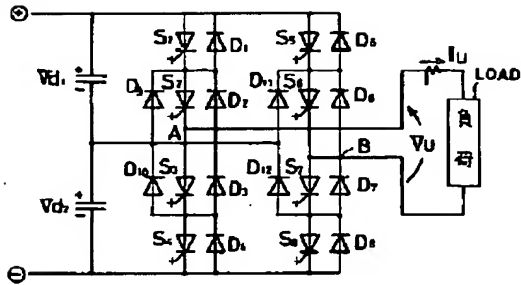 ⊕
S₁
D₁
S₅
D₅
IU
LOAD
Vd₁
D₉
S₂
D₂
D₁₁
S₆
D₆
負
荷
A
B
VU
D₁₀
S₃
D₃
D₁₂
S₇
D₇
Vd₂
S₄
D₄
S₈
D₈
⊖